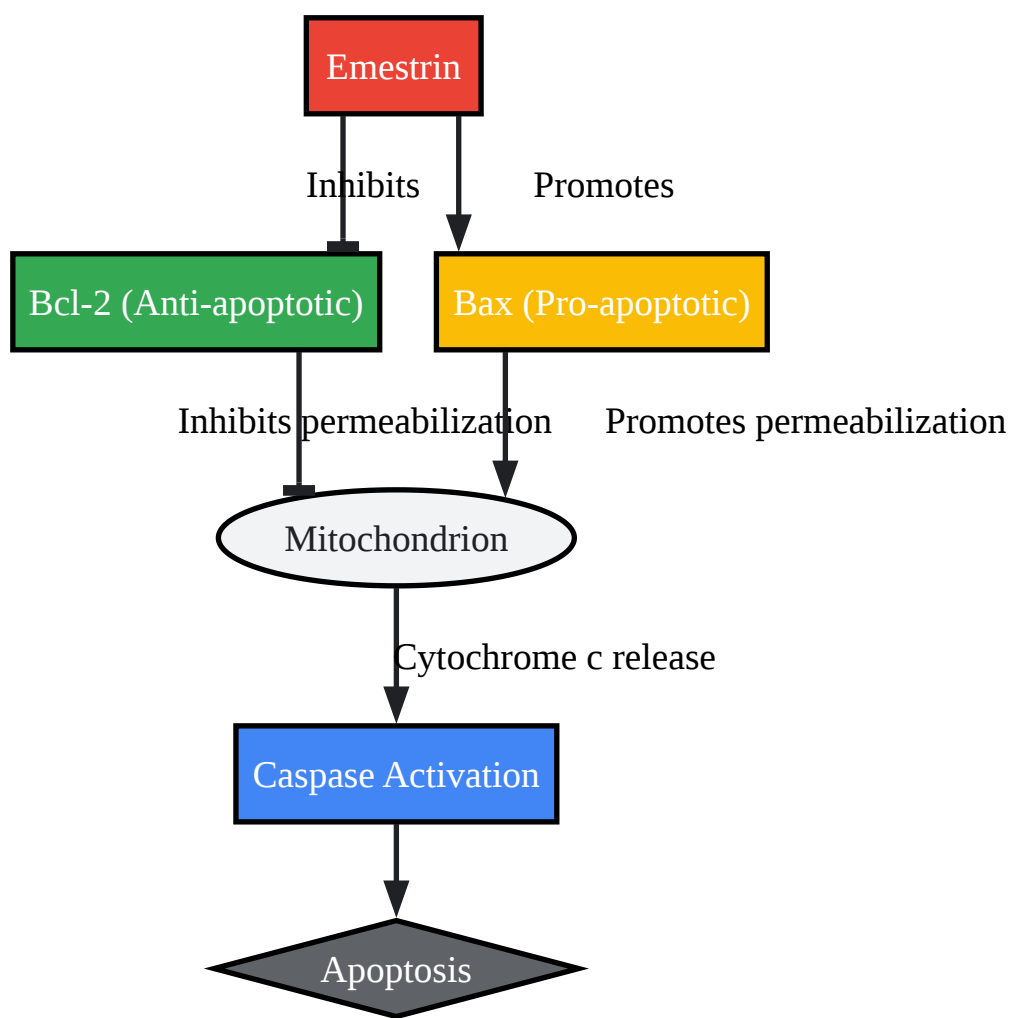 Emestrin
Inhibits
Promotes
Bcl-2 (Anti-apoptotic)
Bax (Pro-apoptotic)
Inhibits permeabilization
Promotes permeabilization
Mitochondrion
Cytochrome c release
Caspase Activation
Apoptosis